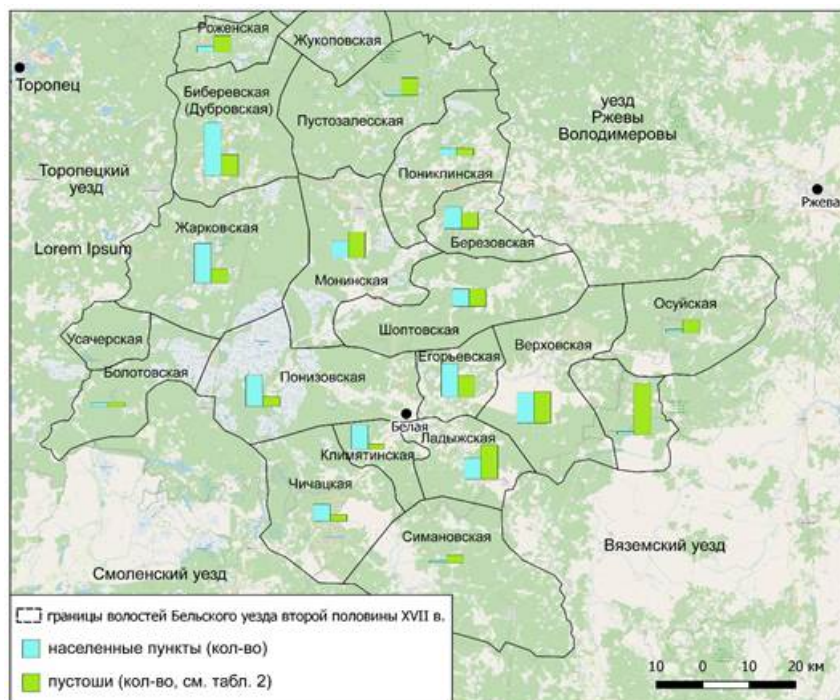 Роженская
Жукоповская
Торопец
Биберевская
(Дубровская)
Пустозалесская
уезд
Ржевы
Володимеровы
Торопецкий
уезд
Пониклинская
Ржева
Lorem Ipsum
Жарковская
Березовская
Монинская
Осуйская
Усачерская
Шоптовская
Болотовская
Понизовская
Егорьевская
Верховская
Белая
Климятинская
Ладыжская
Чичацкая
Симановская
Вяземский уезд
Смоленский уезд
границы волостей Бельского уезда второй половины XVII в.
населенные пункты (кол-во)
пустоши (кол-во, см. табл. 2)
10 0 10 20 км